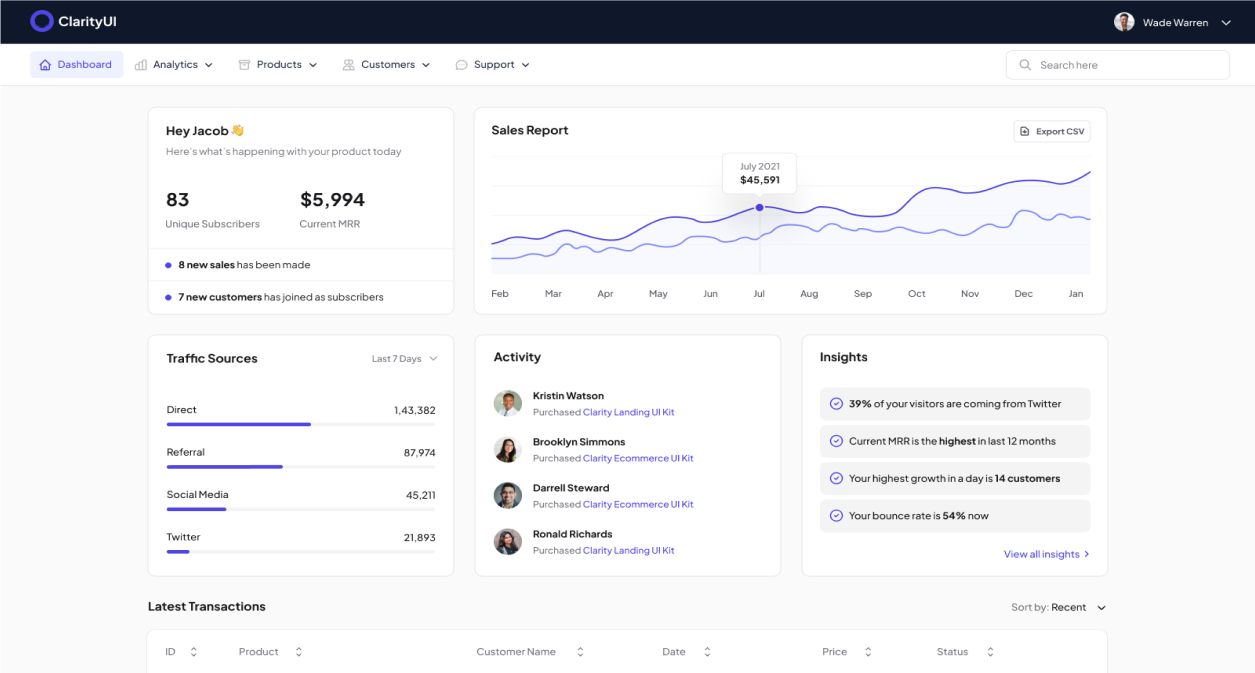 ClarityUI
Wade Warren
Dashboard Analytics Products Customers Support
Search here
Hey Jacob👋
Here's what's happening with your product today
83 $5,994
Unique Subscribers Current MRR
8 new sales has been made
7 new customers has joined as subscribers
Sales Report
Export CSV
July 2021
$45,591
Feb Mar Apr May Jun Jul Aug Sep Oct Nov Dec Jan
Traffic Sources Last 7 Days
Direct 1,43,382
Referral 87,974
Social Media 45,211
Twitter 21,893
Activity
Kristin Watson
Purchased Clarity Landing UI Kit
Brooklyn Simmons
Purchased Clarity Ecommerce UI Kit
Darrell Steward
Purchased Clarity Ecommerce UI Kit
Ronald Richards
Purchased Clarity Landing UI Kit
Insights
39% of your visitors are coming from Twitter
Current MRR is the highest in last 12 months
Your highest growth in a day is 14 customers
Your bounce rate is 54% now
View all insights
Latest Transactions
Sort by: Recent
ID Product Customer Name Date Price Status